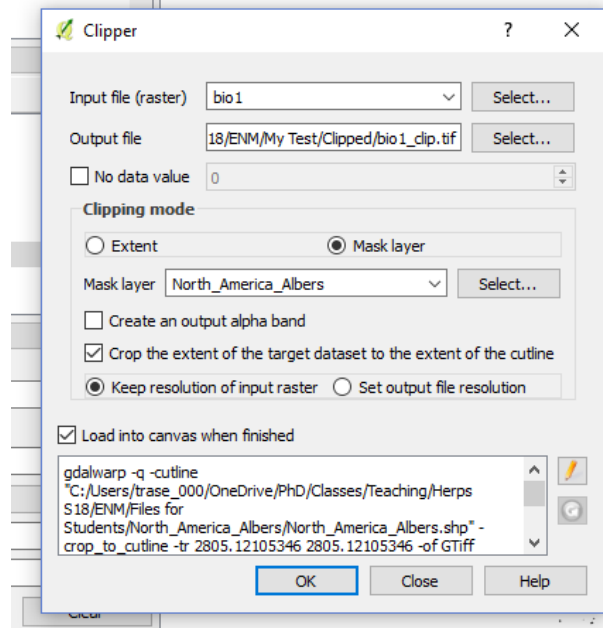 Clipper
?
Input file (raster)
bio1
Select...
Output file
18/ENM/My Test/Clipped/bio1_clip.tif
Select...
No data value
0
Clipping mode
Extent
Mask layer
Mask layer
North_America_Albers
Select...
Create an output alpha band
Crop the extent of the target dataset to the extent of the cutline
Keep resolution of input raster
Set output file resolution
Load into canvas when finished
gdalwarp -q -cutline
"C:/Users/trase_000/OneDrive/PhD/Classes/Teaching/Herps
S18/ENM/Files for
Students/North_America_Albers/North_America_Albers.shp" -
crop_to_cutline -tr 2805.12105346 2805.12105346 -of GTiff
OK
Close
Help
Clear